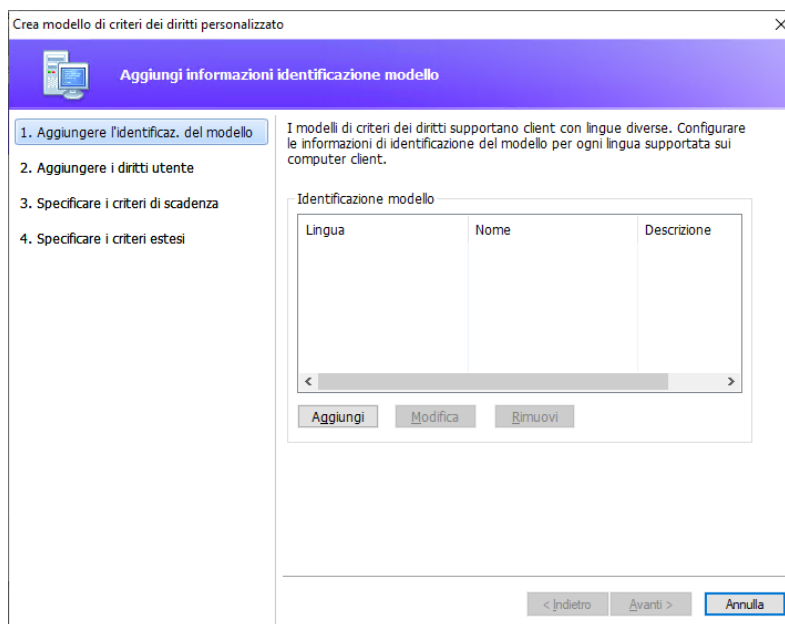 Crea modello di criteri dei diritti personalizzato
Aggiungi informazioni identificazione modello
1. Aggiungere l'identificaz. del modello
2. Aggiungere i diritti utente
3. Specificare i criteri di scadenza
4. Specificare i criteri estesi
I modelli di criteri dei diritti supportano client con lingue diverse. Configurare
le informazioni di identificazione del modello per ogni lingua supportata sui
computer client.
Identificazione modello
Lingua Nome Descrizione
Aggiungi Modifica Rimuovi
< Indietro Avanti > Annulla